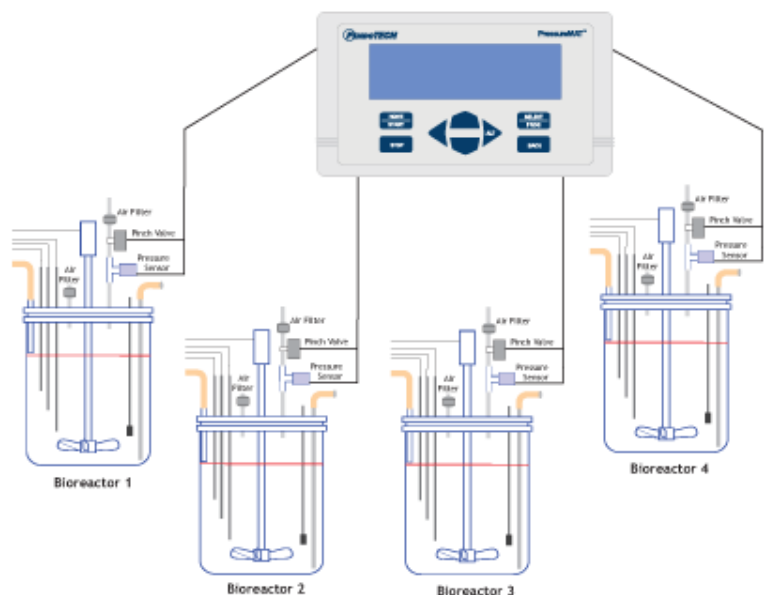 PENDOTECH
PressureMAT™
STOP
ALT
BACK
Air Filter
Pinch Valve
Pressure
Sensor
Air
Filter
Bioreactor 1
Air Filter
Pinch Valve
Pressure
Sensor
Air
Filter
Bioreactor 2
Air Filter
Pinch Valve
Pressure
Sensor
Air
Filter
Bioreactor 3
Air Filter
Pinch Valve
Pressure
Sensor
Air
Filter
Bioreactor 4